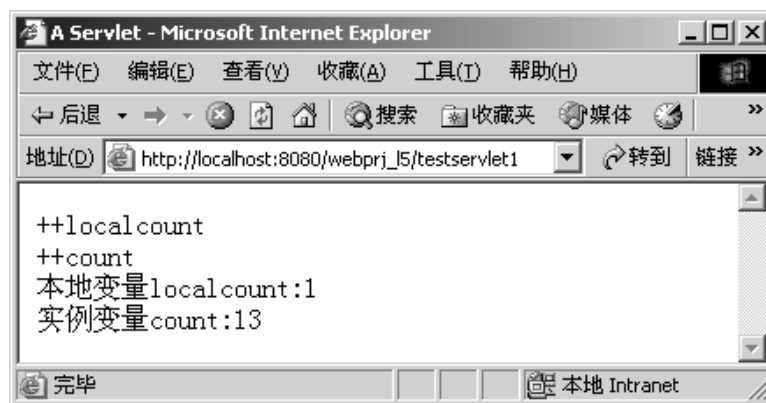 A Servlet - Microsoft Internet Explorer
文件(F) 编辑(E) 查看(V) 收藏(A) 工具(T) 帮助(H)
后退 搜索 收藏夹 媒体 »
地址(D) http://localhost:8080/webprj_l5/testservlet1 转到 链接 »
++localcount
++count
本地变量localcount:1
实例变量count:13
完毕 本地 Intranet